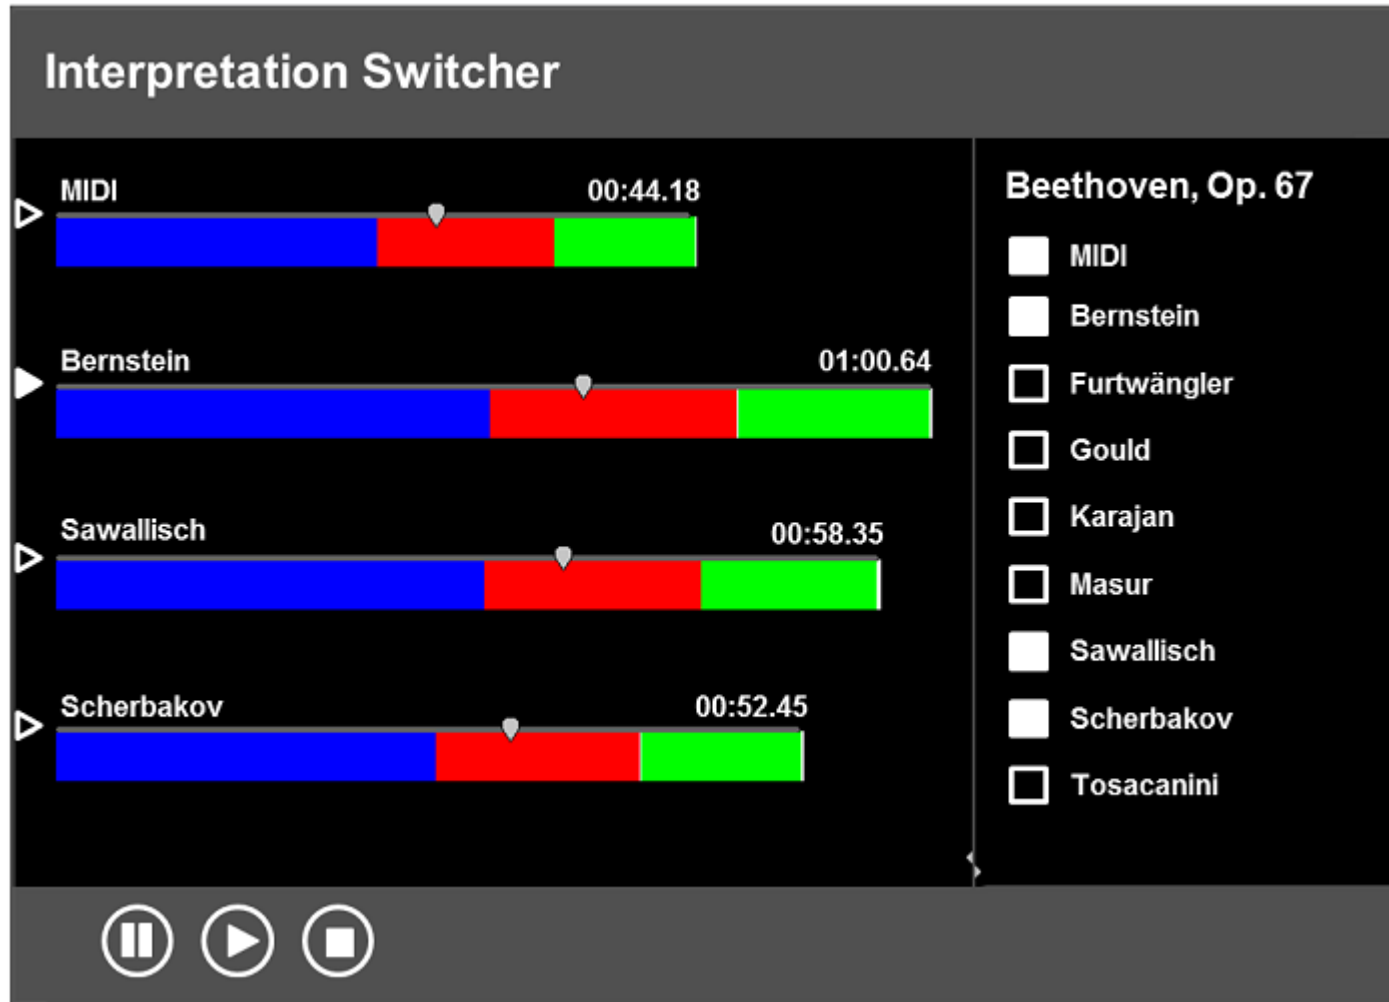 Interpretation Switcher
MIDI 00:44.18
Bernstein 01:00.64
Sawallisch 00:58.35
Scherbakov 00:52.45
Beethoven, Op. 67
MIDI
Bernstein
Furtwängler
Gould
Karajan
Masur
Sawallisch
Scherbakov
Tosacanini